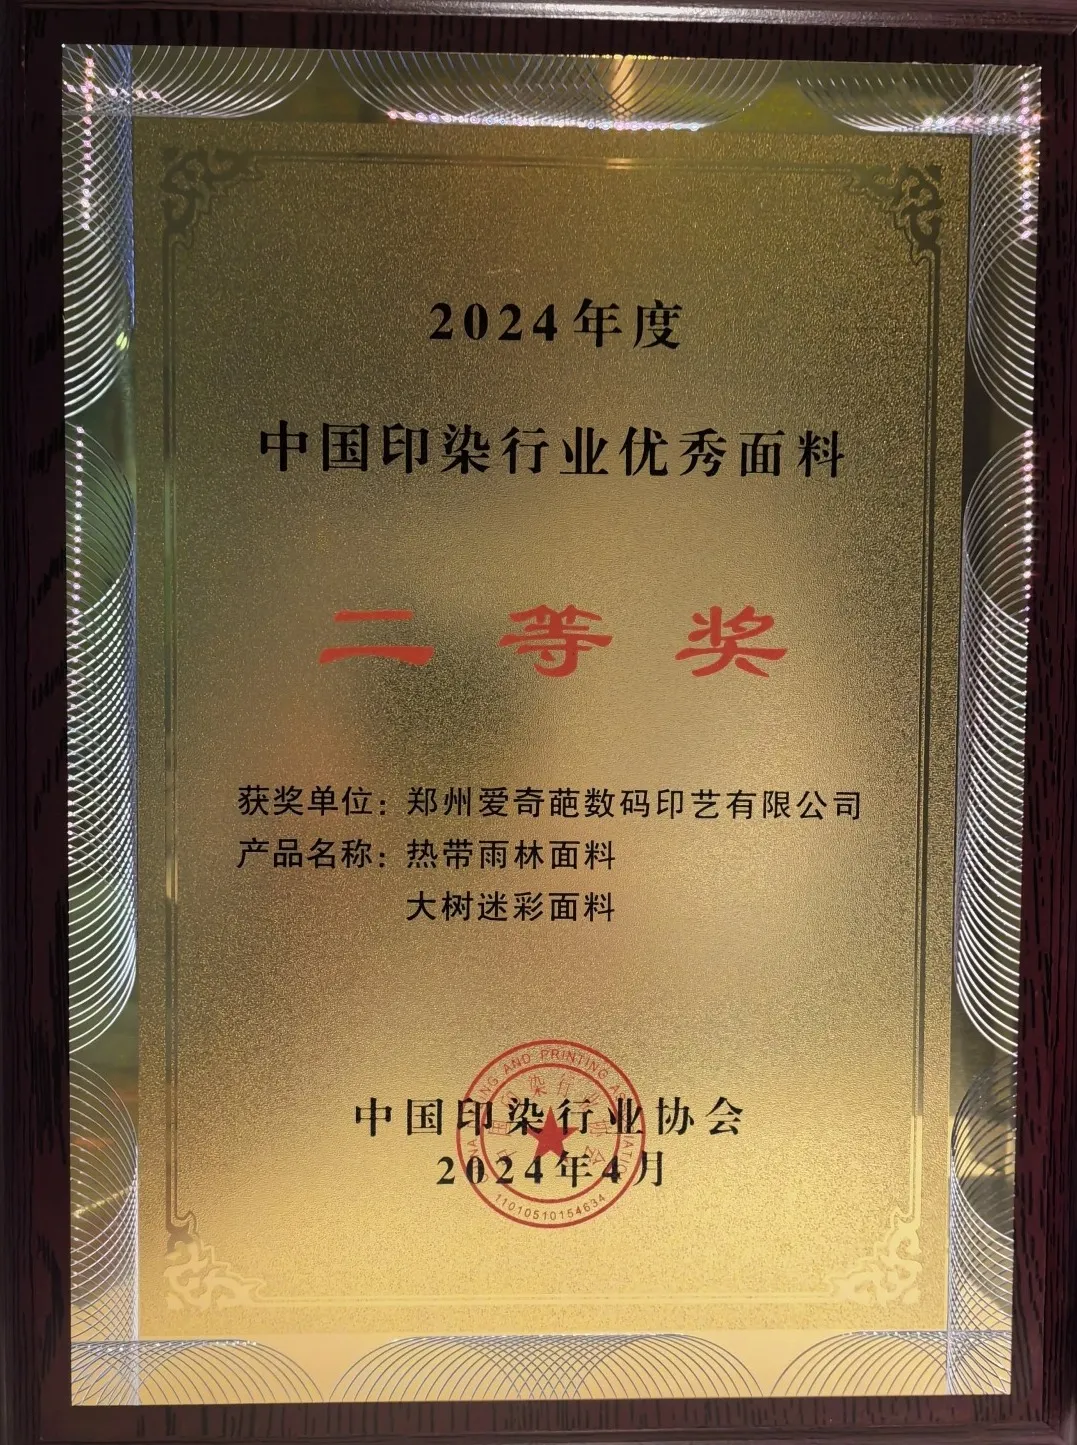 2024年度
中国印染行业优秀面料
二等奖
获奖单位：郑州爱奇葩数码印艺有限公司
产品名称：热带雨林面料
大树迷彩面料
中国印染行业协会
2024年4月
AND PRINTING
11010510154634